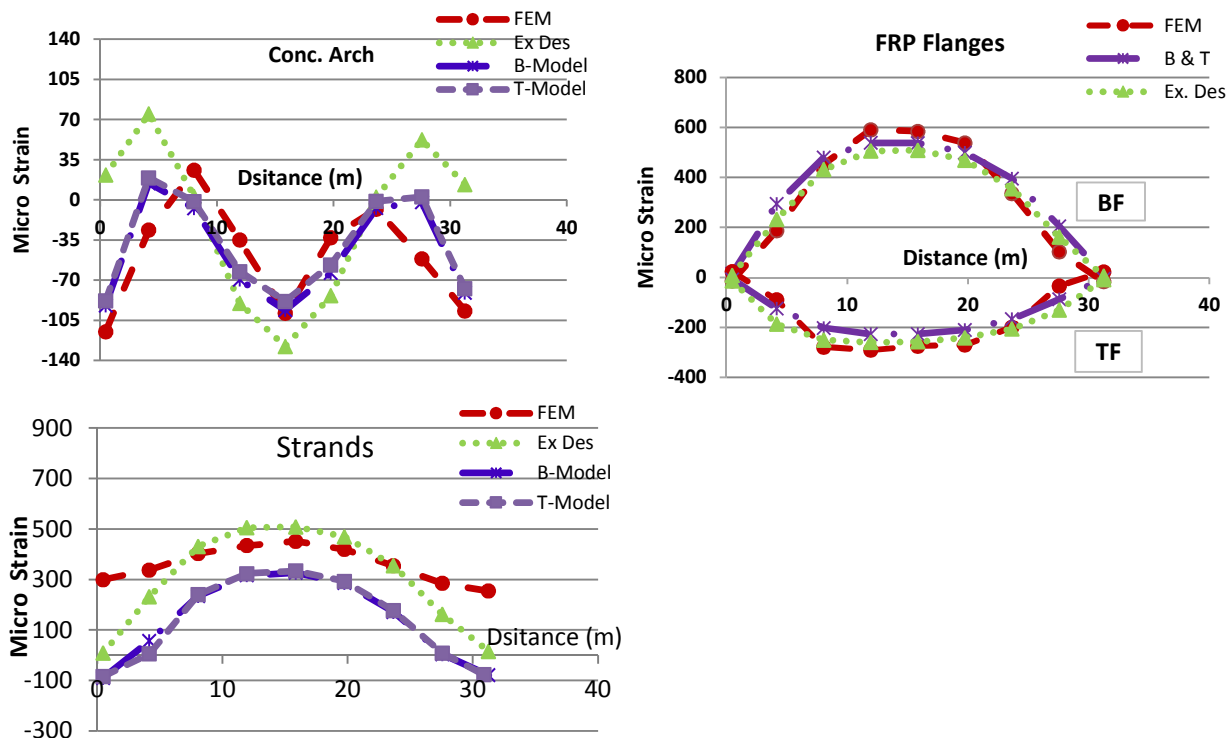 Conc. Arch
FEM
Ex Des
B-Model
T-Model
Micro Strain
140
105
70
35
0
-35
-70
-105
-140
Dsitance (m)
0
10
20
30
40
FRP Flanges
FEM
B & T
Ex. Des
Micro Strain
800
600
400
200
0
-200
-400
BF
Distance (m)
TF
0
10
20
30
40
Strands
FEM
Ex Des
B-Model
T-Model
Micro Strain
900
700
500
300
100
-100
-300
Dsitance (m)
0
10
20
30
40